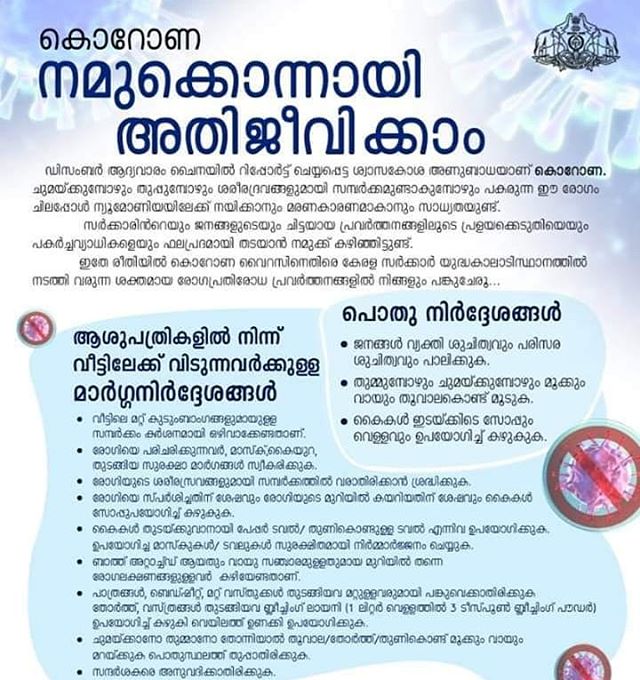 കൊറോണ
നമുക്കൊന്നായി
അതിജീവിക്കാം
ഡിസംബർ ആദ്യവാരം ചൈനയിൽ റിപ്പോർട്ട് ചെയ്യപ്പെട്ട ശ്വാസകോശ അണുബാധയാണ് കൊറോണ.
ചുമയ്ക്കുമ്പോഴും തുപ്പുമ്പോഴും ശരീരദ്രവങ്ങളുമായി സമ്പർക്കമുണ്ടാകുമ്പോഴും പകരുന്ന ഈ രോഗം
ചിലപ്പോൾ ന്യൂമോണിയയിലേക്ക് നയിക്കാനും മരണകാരണമാകാനും സാധ്യതയുണ്ട്.
സർക്കാരിൻറെയും ജനങ്ങളുടെയും ചിട്ടയായ പ്രവർത്തനങ്ങളിലൂടെ പ്രളയക്കെടുതിയെയും
പകർച്ചവ്യാധികളെയും ഫലപ്രദമായി തടയാൻ നമുക്ക് കഴിഞ്ഞിട്ടുണ്ട്.
ഇതേ രീതിയിൽ കൊറോണ വൈറസിനെതിരെ കേരള സർക്കാർ യുദ്ധകാലാടിസ്ഥാനത്തിൽ
നടത്തി വരുന്ന ശക്തമായ രോഗപ്രതിരോധ പ്രവർത്തനങ്ങളിൽ നിങ്ങളും പങ്കുചേരൂ...
പൊതു നിർദ്ദേശങ്ങൾ
• ജനങ്ങൾ വ്യക്തി ശുചിത്വവും പരിസര
ശുചിത്വവും പാലിക്കുക.
• തുമ്മുമ്പോഴും ചുമയ്ക്കുമ്പോഴും മൂക്കും
വായും തൂവാലകൊണ്ട് മൂടുക.
• കൈകൾ ഇടയ്ക്കിടെ സോപ്പും
വെള്ളവും ഉപയോഗിച്ച് കഴുകുക.
ആശുപത്രികളിൽ നിന്ന്
വീട്ടിലേക്ക് വിടുന്നവർക്കുള്ള
മാർഗ്ഗനിർദ്ദേശങ്ങൾ
• വീട്ടിലെ മറ്റ് കുടുംബാംഗങ്ങളുമായുള്ള
സമ്പർക്കം കർശനമായി ഒഴിവാക്കേണ്ടതാണ്.
• രോഗിയെ പരിചരിക്കുന്നവർ, മാസ്ക്,കൈയുറ,
തുടങ്ങിയ സുരക്ഷാ മാർഗങ്ങൾ സ്വീകരിക്കുക.
• രോഗിയുടെ ശരീരസ്രവങ്ങളുമായി സമ്പർക്കത്തിൽ വരാതിരിക്കാൻ ശ്രദ്ധിക്കുക.
• രോഗിയെ സ്പർശിച്ചതിന് ശേഷവും രോഗിയുടെ മുറിയിൽ കയറിയതിന് ശേഷവും കൈകൾ
സോപ്പുപയോഗിച്ച് കഴുകുക.
• കൈകൾ തുടയ്ക്കുവാനായി പേപ്പർ ടവൽ/ തുണികൊണ്ടുള്ള ടവൽ എന്നിവ ഉപയോഗിക്കുക.
ഉപയോഗിച്ച മാസ്കുകൾ/ ടവലുകൾ സുരക്ഷിതമായി നിർമ്മാർജ്ജനം ചെയ്യുക.
• ബാത്ത് അറ്റാച്ച്ഡ് ആയതും വായു സഞ്ചാരമുള്ളതുമായ മുറിയിൽ തന്നെ
രോഗലക്ഷണങ്ങളുള്ളവർ കഴിയേണ്ടതാണ്.
• പാത്രങ്ങൾ, ബെഡ്ഷീറ്റ്, മറ്റ് വസ്തുക്കൾ തുടങ്ങിയവ മറ്റുള്ളവരുമായി പങ്കുവെക്കാതിരിക്കുക
തോർത്ത്, വസ്ത്രങ്ങൾ തുടങ്ങിയവ ബ്ലീച്ചിംഗ് ലായനി (1 ലിറ്റർ വെള്ളത്തിൽ 3 ടീസ്പൂൺ ബ്ലീച്ചിംഗ് പൗഡർ)
ഉപയോഗിച്ച് കഴുകി വെയിലത്ത് ഉണക്കി ഉപയോഗിക്കുക.
• ചുമയ്ക്കാനോ തുമ്മാനോ തോന്നിയാൽ തൂവാല/തോർത്ത്/തുണികൊണ്ട് മൂക്കും വായും
മറയ്ക്കുക പൊതുസ്ഥലത്ത് തുപ്പാതിരിക്കുക.
• സന്ദർശകരെ അനുവദിക്കാതിരിക്കുക.